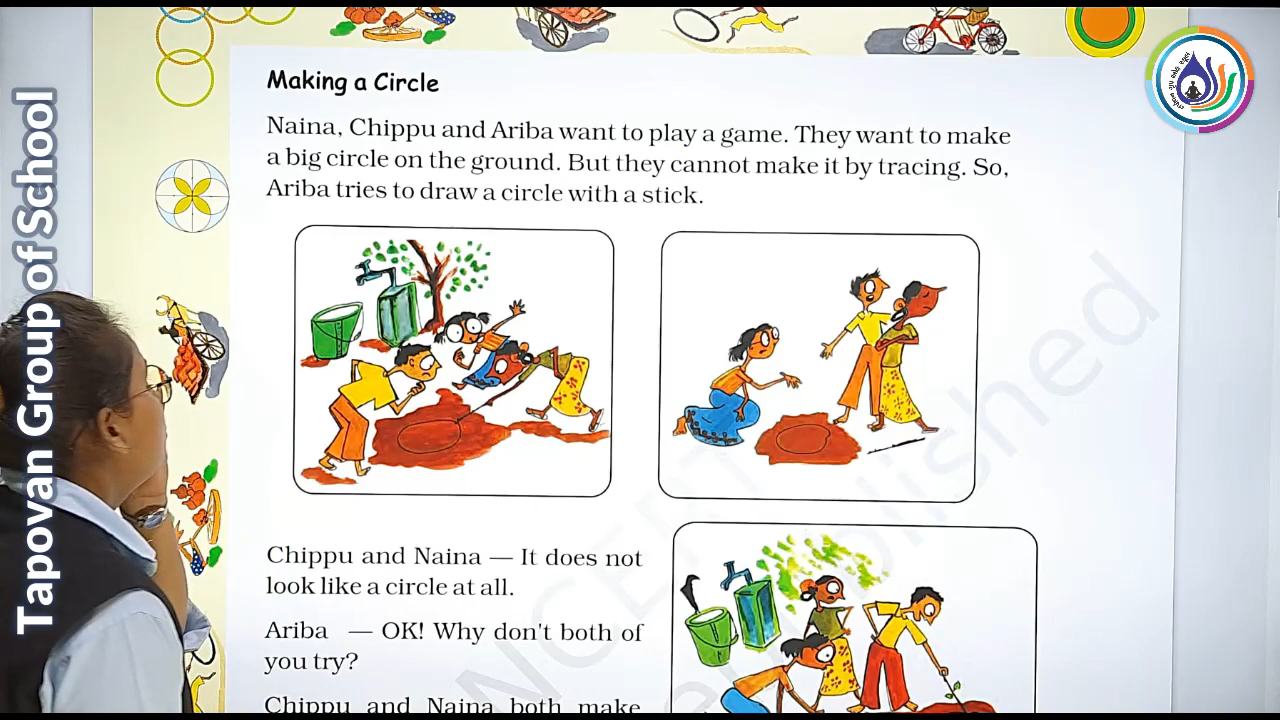 Making a Circle
Naina, Chippu and Ariba want to play a game. They want to make
a big circle on the ground. But they cannot make it by tracing. So,
Ariba tries to draw a circle with a stick.
Chippu and Naina — It does not
look like a circle at all.
Ariba — OK! Why don't both of
you try?
Chippu and Naina both make
Tapovan Group of School